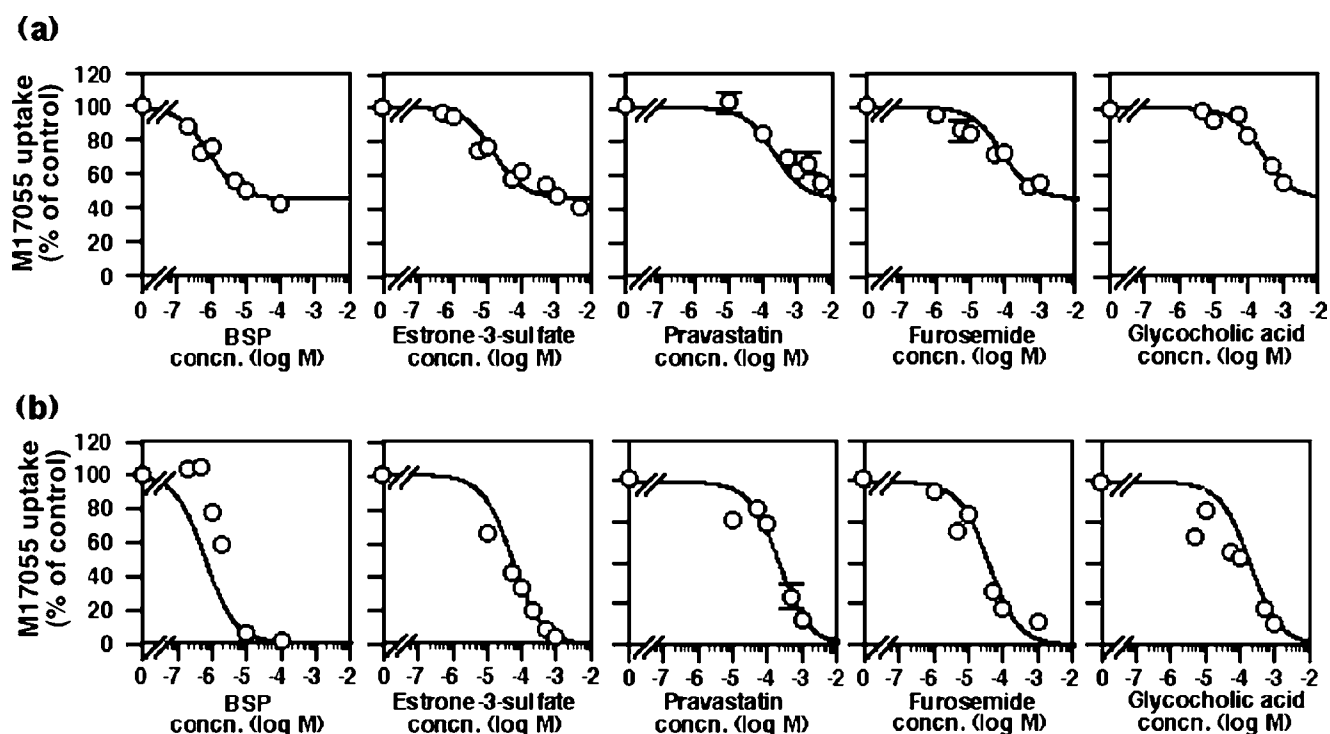 (a)
M17055 uptake
(% of control)
120
100
80
60
40
20
0
0 -7 -6 -5 -4 -3 -2
BSP
concn. (log M)
0 -7 -6 -5 -4 -3 -2
Estrone-3-sulfate
concn. (log M)
0 -7 -6 -5 -4 -3 -2
Pravastatin
concn. (log M)
0 -7 -6 -5 -4 -3 -2
Furosemide
concn. (log M)
0 -7 -6 -5 -4 -3 -2
Glycocholic acid
concn. (log M)
(b)
M17055 uptake
(% of control)
120
100
80
60
40
20
0
0 -7 -6 -5 -4 -3 -2
BSP
concn. (log M)
0 -7 -6 -5 -4 -3 -2
Estrone-3-sulfate
concn. (log M)
0 -7 -6 -5 -4 -3 -2
Pravastatin
concn. (log M)
0 -7 -6 -5 -4 -3 -2
Furosemide
concn. (log M)
0 -7 -6 -5 -4 -3 -2
Glycocholic acid
concn. (log M)